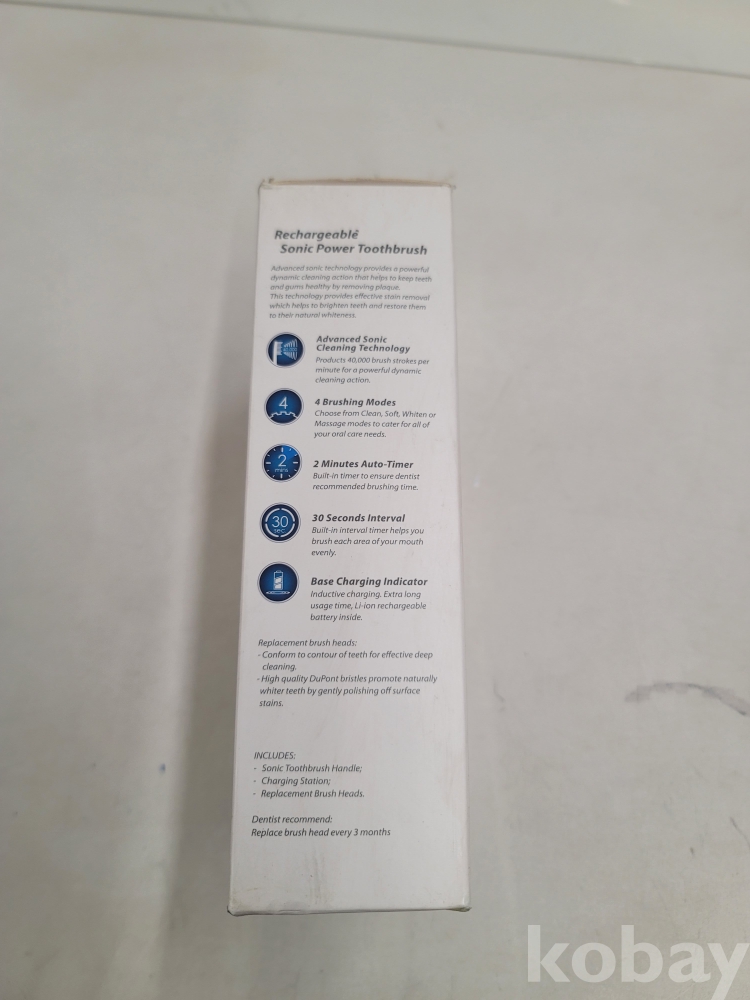 Rechargeable
Sonic Power Toothbrush
Advanced sonic technology provides a powerful
dynamic cleaning action that helps to keep teeth
and gums healthy by removing plaque.
This technology provides effective stain removal
which helps to brighten teeth and restore them
to their natural whiteness.
Advanced Sonic
Cleaning Technology
Products 40,000 brush strokes per
minute for a powerful dynamic
cleaning action.
4
4 Brushing Modes
Choose from Clean, Soft, Whiten or
Massage modes to cater for all of
your oral care needs.
2
mins
2 Minutes Auto-Timer
Built-in timer to ensure dentist
recommended brushing time.
30
sec
30 Seconds Interval
Built-in interval timer helps you
brush each area of your mouth
evenly.
Base Charging Indicator
Inductive charging. Extra long
usage time, Li-ion rechargeable
battery inside.
Replacement brush heads:
- Conform to contour of teeth for effective deep
cleaning.
- High quality DuPont bristles promote naturally
whiter teeth by gently polishing off surface
stains.
INCLUDES:
- Sonic Toothbrush Handle;
- Charging Station;
- Replacement Brush Heads.
Dentist recommend:
Replace brush head every 3 months
kobay